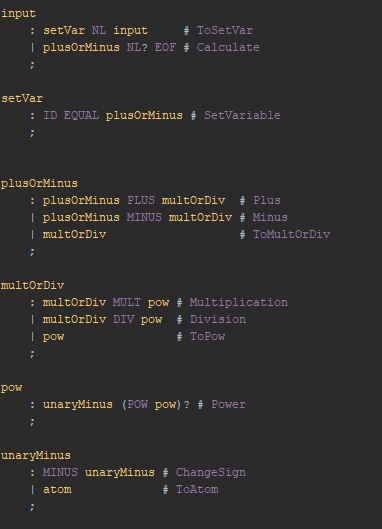 input
    : setVar NL input     # ToSetVar
    | plusOrMinus NL? EOF # Calculate
    ;

setVar
    : ID EQUAL plusOrMinus # SetVariable
    ;


plusOrMinus
    : plusOrMinus PLUS multOrDiv  # Plus
    | plusOrMinus MINUS multOrDiv # Minus
    | multOrDiv                   # ToMultOrDiv
    ;

multOrDiv
    : multOrDiv MULT pow # Multiplication
    | multOrDiv DIV pow  # Division
    | pow                # ToPow
    ;

pow
    : unaryMinus (POW pow)? # Power
    ;

unaryMinus
    : MINUS unaryMinus # ChangeSign
    | atom             # ToAtom
    ;